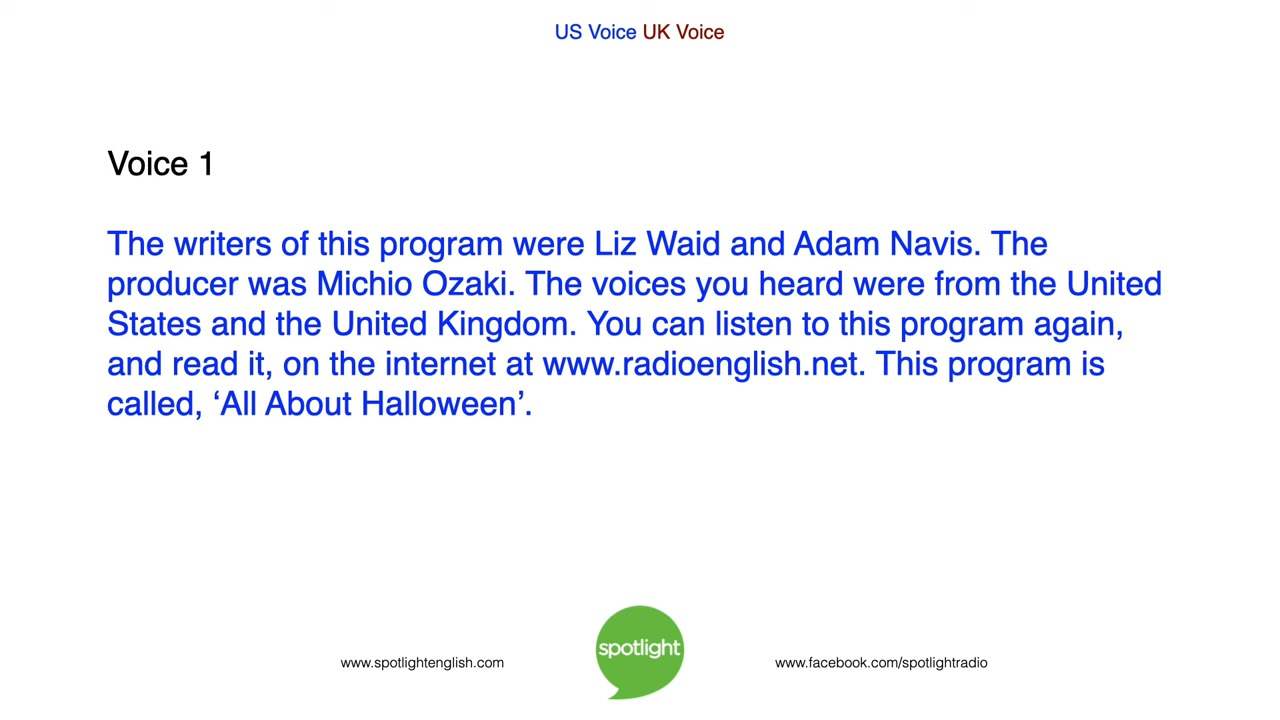 US Voice UK Voice
Voice 1
The writers of this program were Liz Waid and Adam Navis. The
producer was Michio Ozaki. The voices you heard were from the United
States and the United Kingdom. You can listen to this program again,
and read it, on the internet at www.radioenglish.net. This program is
called, ‘All About Halloween’.
www.spotlightenglish.com
spotlight
www.facebook.com/spotlightradio